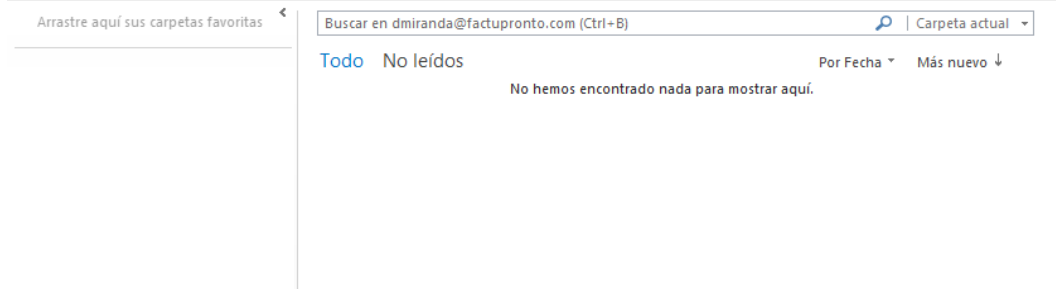 Arrastre aquí sus carpetas favoritas
Buscar en dmiranda@factupronto.com (Ctrl+B) Carpeta actual
Todo No leídos Por Fecha Más nuevo
No hemos encontrado nada para mostrar aquí.